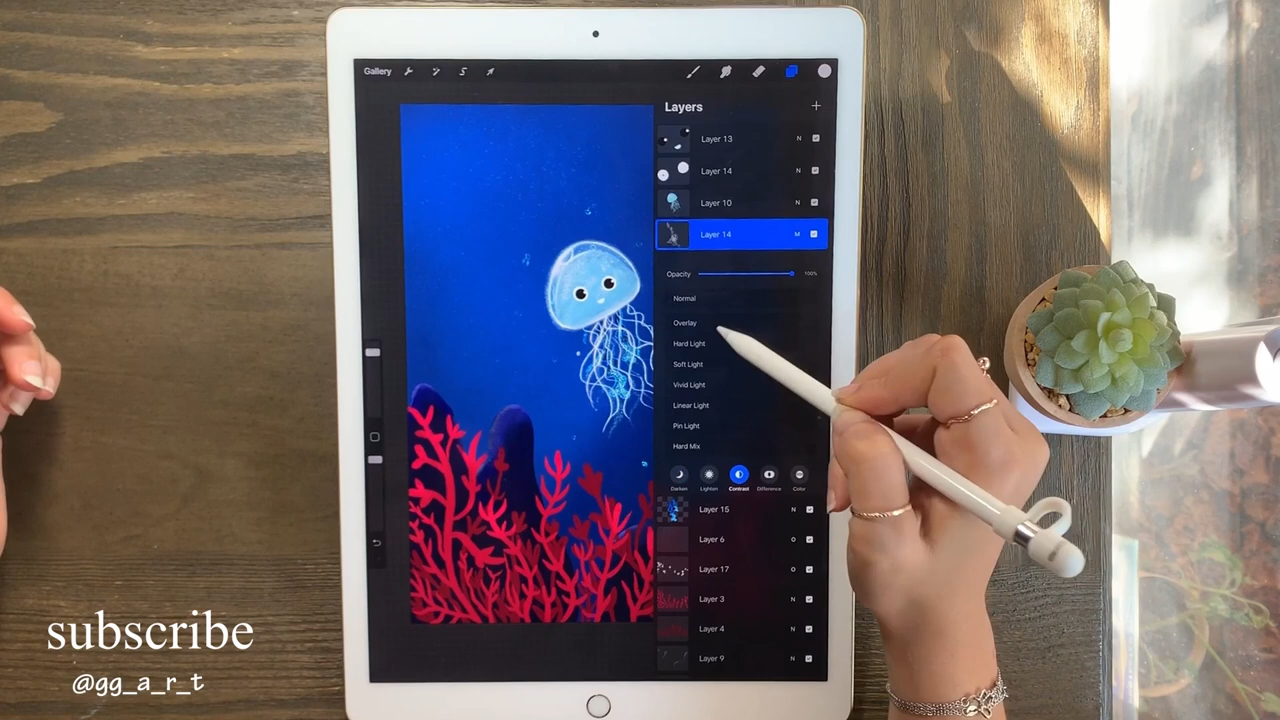 Gallery
Layers
Layer 13 N
Layer 14 N
Layer 10 N
Layer 14 M
Opacity 100%
Normal
Overlay
Hard Light
Soft Light
Vivid Light
Linear Light
Pin Light
Hard Mix
Darken Lighten Contrast Difference Color
Layer 15 N
Layer 6 O
Layer 17 O
Layer 3 N
Layer 4 N
Layer 9 N
subscribe
@gg_a_r_t